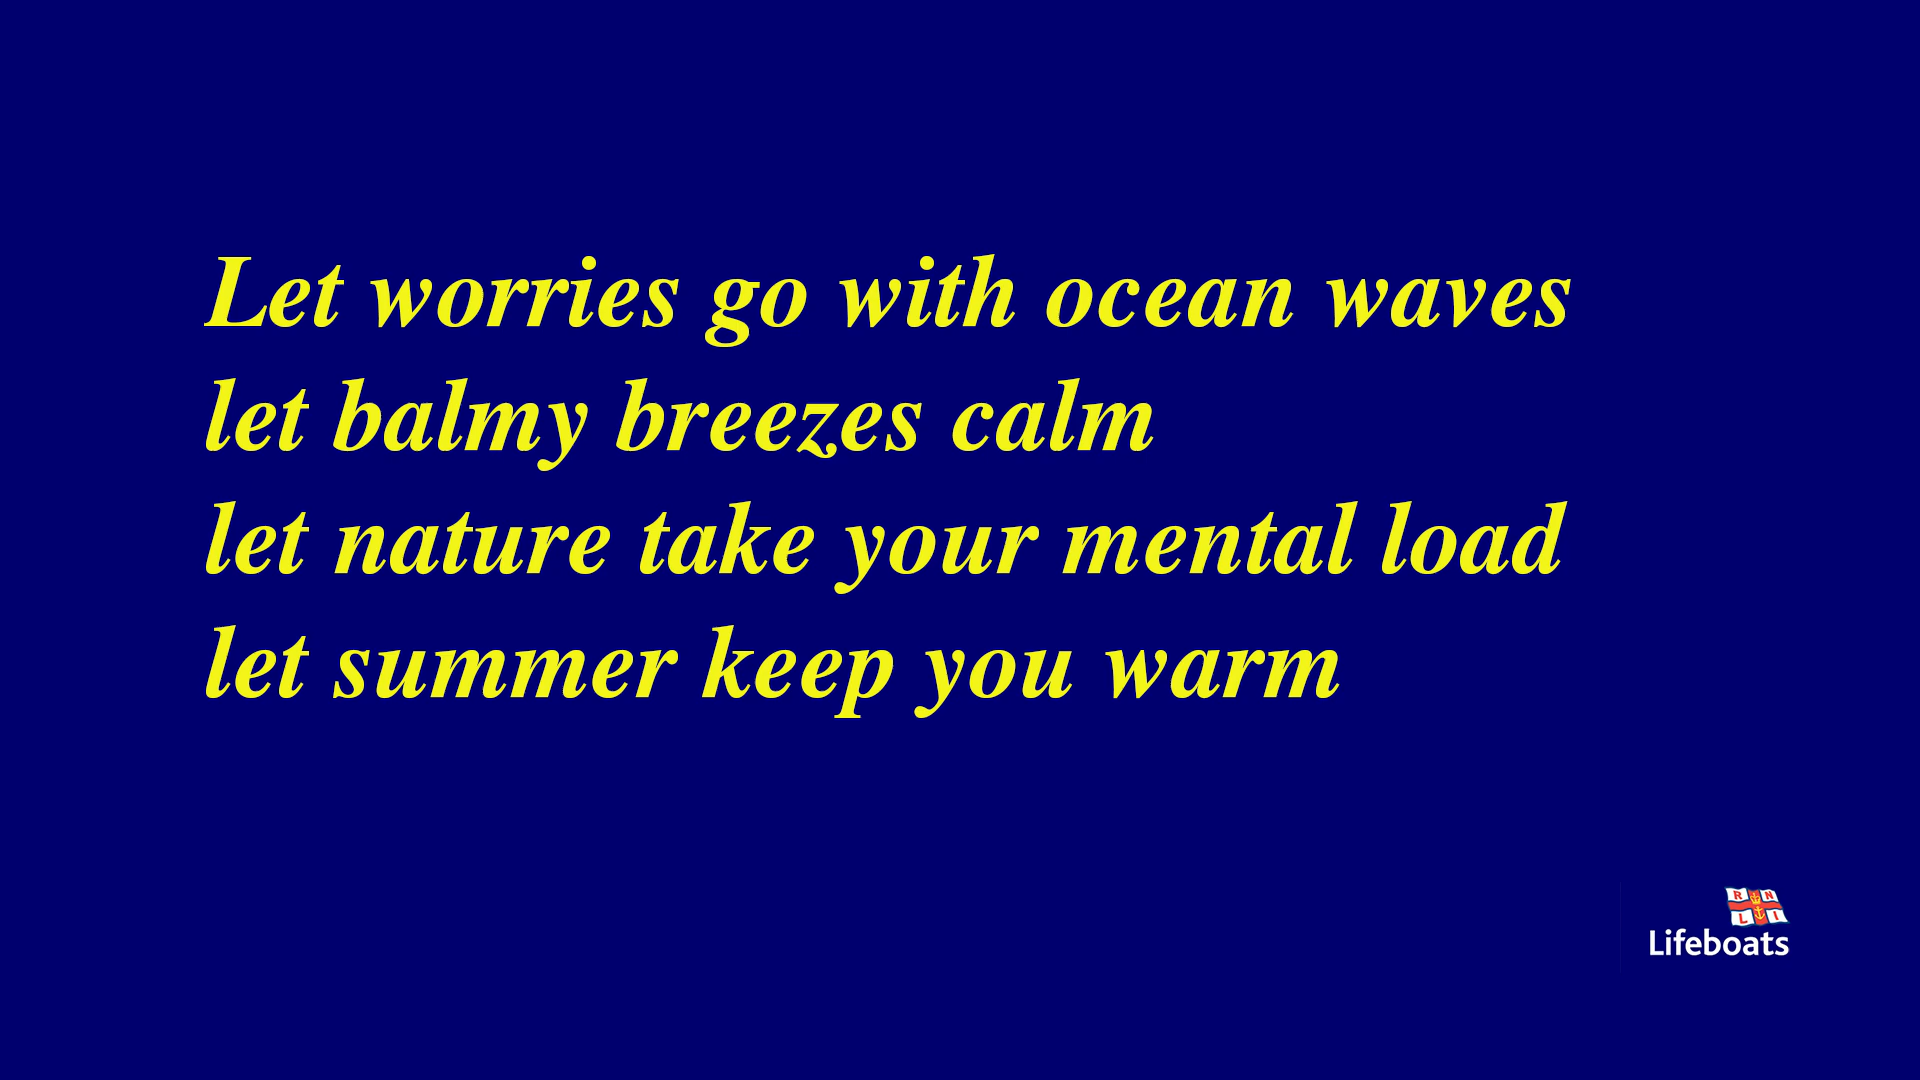 Let worries go with ocean waves
let balmy breezes calm
let nature take your mental load
let summer keep you warm
R N
L I
Lifeboats